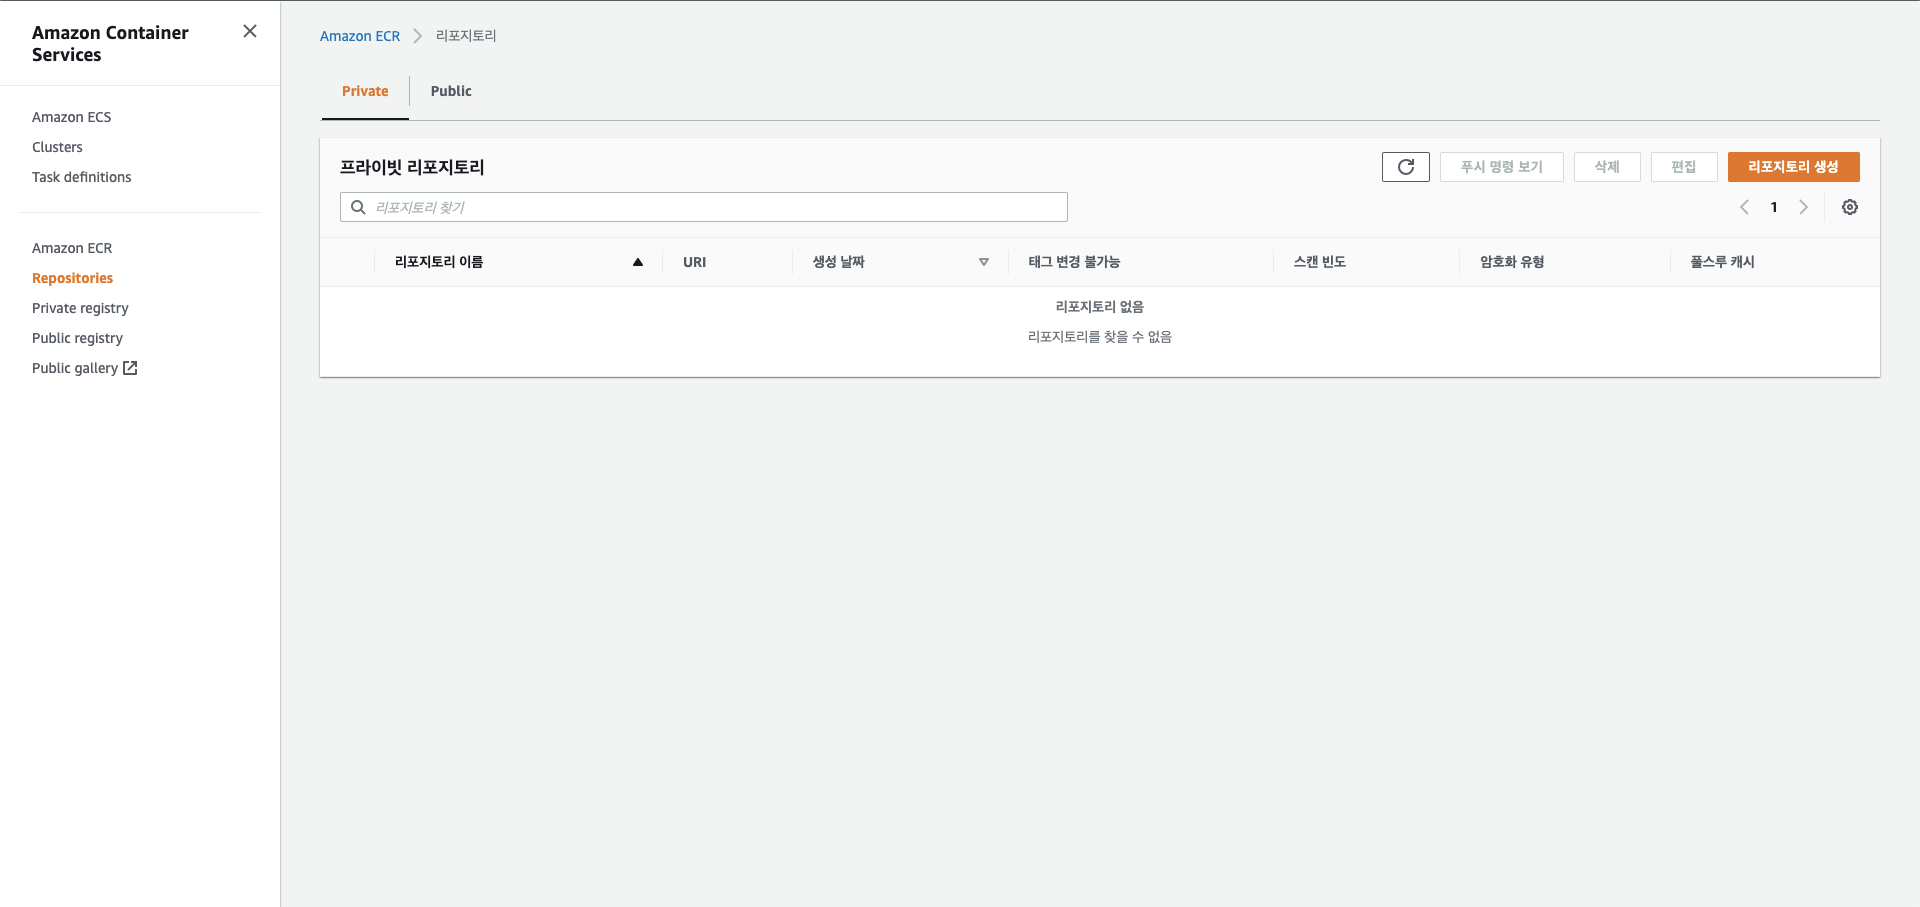 Amazon Container
Services
Amazon ECS
Clusters
Task definitions
Amazon ECR
Repositories
Private registry
Public registry
Public gallery
Amazon ECR
리포지토리
Private
Public
프라이빗 리포지토리
푸시 명령 보기
삭제
편집
리포지토리 생성
리포지토리 찾기
1
리포지토리 이름
URI
생성 날짜
태그 변경 불가능
스캔 빈도
암호화 유형
풀스루 캐시
리포지토리 없음
리포지토리를 찾을 수 없음